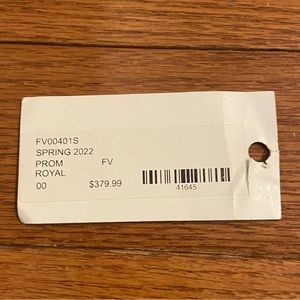 FV00401S
SPRING 2022
PROM FV
ROYAL
00 $379.99
41645